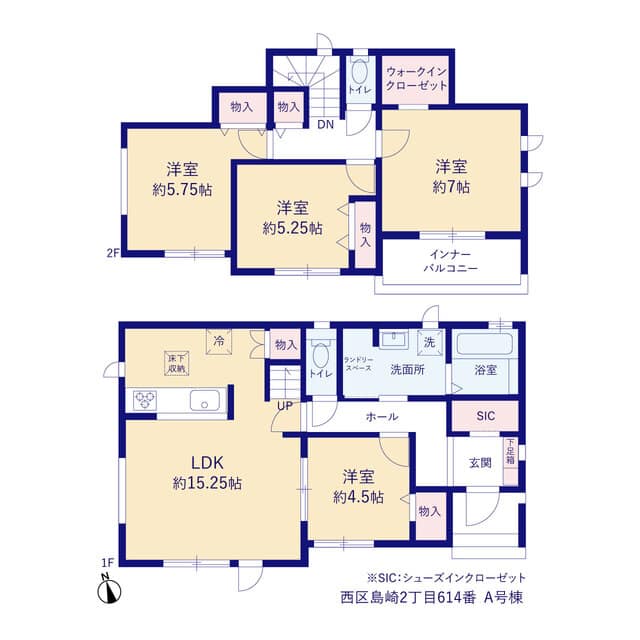 ウォークイン
クローゼット
トイレ
物入
物入
DN
洋室
約5.75帖
洋室
約5.25帖
物入
洋室
約7帖
インナー
バルコニー
2F
冷
床下
収納
物入
トイレ
ランドリー
スペース
洗面所
洗
浴室
UP
ホール
SIC
下足箱
玄関
LDK
約15.25帖
洋室
約4.5帖
物入
1F
N
※SIC:シューズインクローゼット
西区島崎2丁目614番 A号棟